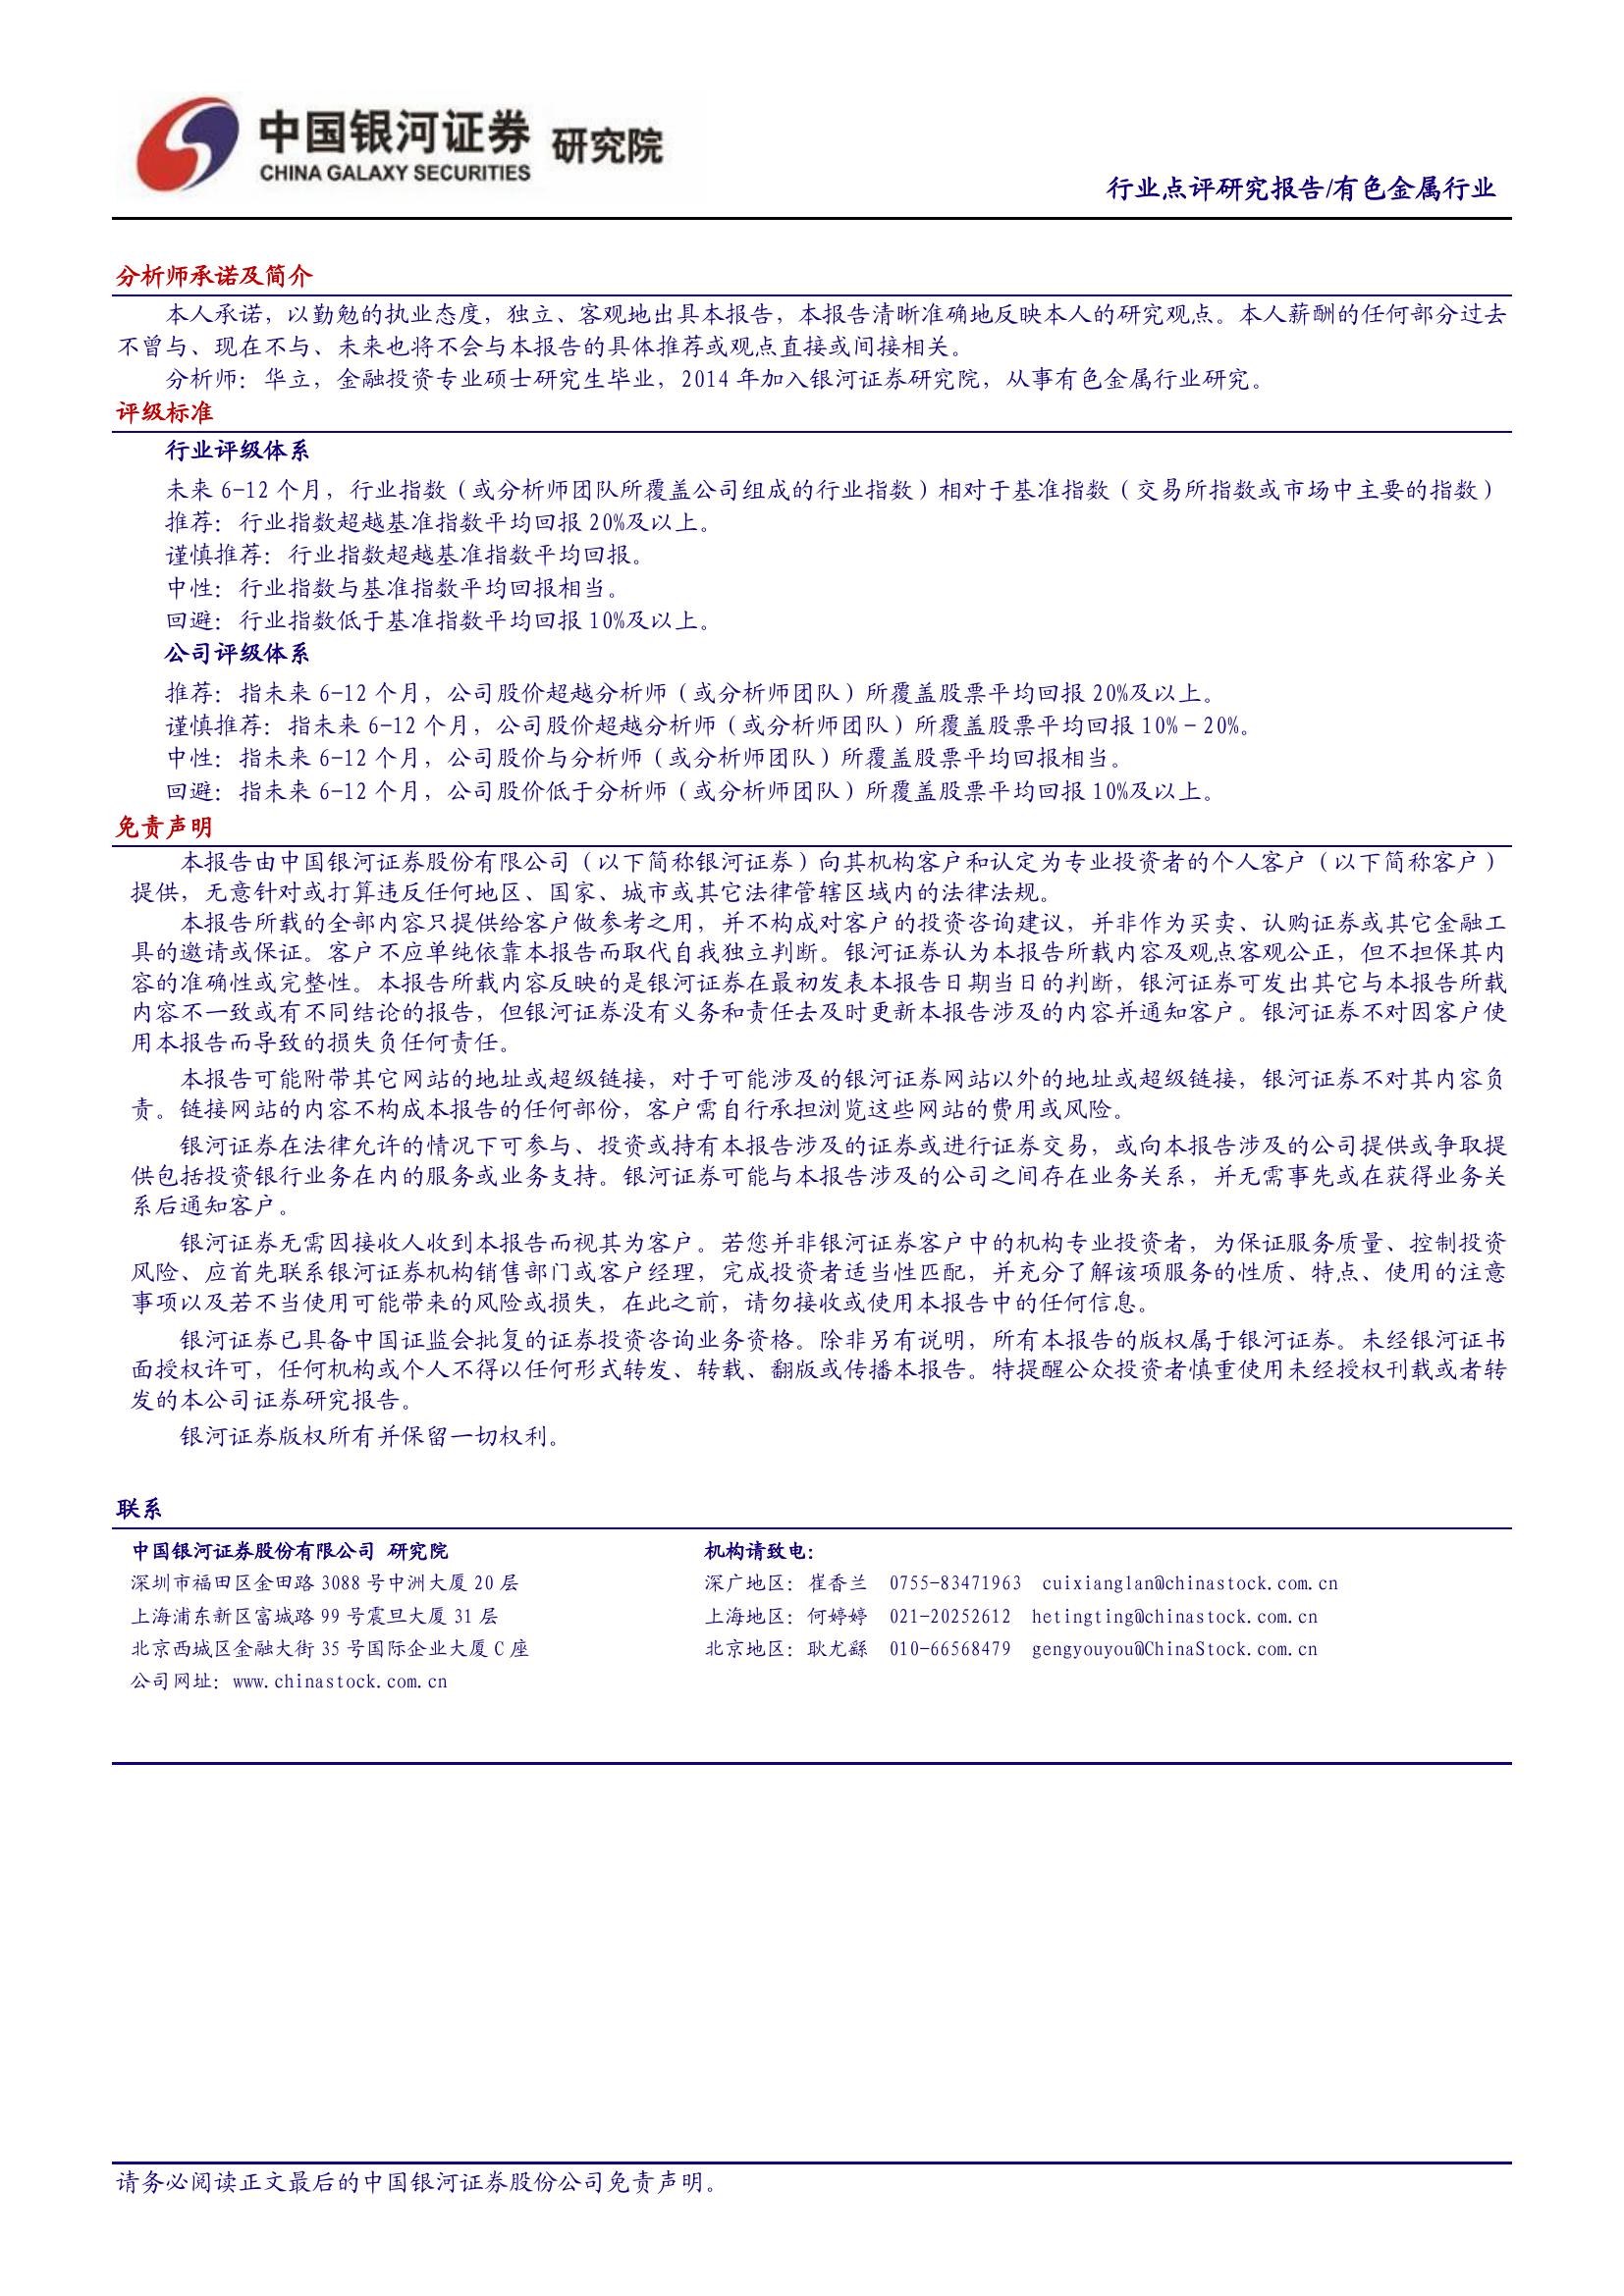 中国银河证券 研究院
CHINA GALAXY SECURITIES
行业点评研究报告/有色金属行业
分析师承诺及简介
本人承诺，以勤勉的执业态度，独立、客观地出具本报告，本报告清晰准确地反映本人的研究观点。本人薪酬的任何部分过去
不曾与、现在不与、未来也将不会与本报告的具体推荐或观点直接或间接相关。
分析师：华立，金融投资专业硕士研究生毕业，2014 年加入银河证券研究院，从事有色金属行业研究。
评级标准
行业评级体系
未来 6-12 个月，行业指数（或分析师团队所覆盖公司组成的行业指数）相对于基准指数（交易所指数或市场中主要的指数）
推荐：行业指数超越基准指数平均回报 20%及以上。
谨慎推荐：行业指数超越基准指数平均回报。
中性：行业指数与基准指数平均回报相当。
回避：行业指数低于基准指数平均回报 10%及以上。
公司评级体系
推荐：指未来 6-12 个月，公司股价超越分析师（或分析师团队）所覆盖股票平均回报 20%及以上。
谨慎推荐：指未来 6-12 个月，公司股价超越分析师（或分析师团队）所覆盖股票平均回报 10%－20%。
中性：指未来 6-12 个月，公司股价与分析师（或分析师团队）所覆盖股票平均回报相当。
回避：指未来 6-12 个月，公司股价低于分析师（或分析师团队）所覆盖股票平均回报 10%及以上。
免责声明
本报告由中国银河证券股份有限公司（以下简称银河证券）向其机构客户和认定为专业投资者的个人客户（以下简称客户）
提供，无意针对或打算违反任何地区、国家、城市或其它法律管辖区域内的法律法规。
本报告所载的全部内容只提供给客户做参考之用，并不构成对客户的投资咨询建议，并非作为买卖、认购证券或其它金融工
具的邀请或保证。客户不应单纯依靠本报告而取代自我独立判断。银河证券认为本报告所载内容及观点客观公正，但不担保其内
容的准确性或完整性。本报告所载内容反映的是银河证券在最初发表本报告日期当日的判断，银河证券可发出其它与本报告所载
内容不一致或有不同结论的报告，但银河证券没有义务和责任去及时更新本报告涉及的内容并通知客户。银河证券不对因客户使
用本报告而导致的损失负任何责任。
本报告可能附带其它网站的地址或超级链接，对于可能涉及的银河证券网站以外的地址或超级链接，银河证券不对其内容负
责。链接网站的内容不构成本报告的任何部份，客户需自行承担浏览这些网站的费用或风险。
银河证券在法律允许的情况下可参与、投资或持有本报告涉及的证券或进行证券交易，或向本报告涉及的公司提供或争取提
供包括投资银行业务在内的服务或业务支持。银河证券可能与本报告涉及的公司之间存在业务关系，并无需事先或在获得业务关
系后通知客户。
银河证券无需因接收人收到本报告而视其为客户。若您并非银河证券客户中的机构专业投资者，为保证服务质量、控制投资
风险、应首先联系银河证券机构销售部门或客户经理，完成投资者适当性匹配，并充分了解该项服务的性质、特点、使用的注意
事项以及若不当使用可能带来的风险或损失，在此之前，请勿接收或使用本报告中的任何信息。
银河证券已具备中国证监会批复的证券投资咨询业务资格。除非另有说明，所有本报告的版权属于银河证券。未经银河证书
面授权许可，任何机构或个人不得以任何形式转发、转载、翻版或传播本报告。特提醒公众投资者慎重使用未经授权刊载或者转
发的本公司证券研究报告。
银河证券版权所有并保留一切权利。
联系
中国银河证券股份有限公司 研究院
深圳市福田区金田路 3088 号中洲大厦 20 层
上海浦东新区富城路 99 号震旦大厦 31 层
北京西城区金融大街 35 号国际企业大厦 C 座
公司网址：www.chinastock.com.cn
机构请致电：
深广地区：崔香兰 0755-83471963 cuixianglan@chinastock.com.cn
上海地区：何婷婷 021-20252612 hetingting@chinastock.com.cn
北京地区：耿尤繇 010-66568479 gengyouyou@ChinaStock.com.cn
请务必阅读正文最后的中国银河证券股份公司免责声明。